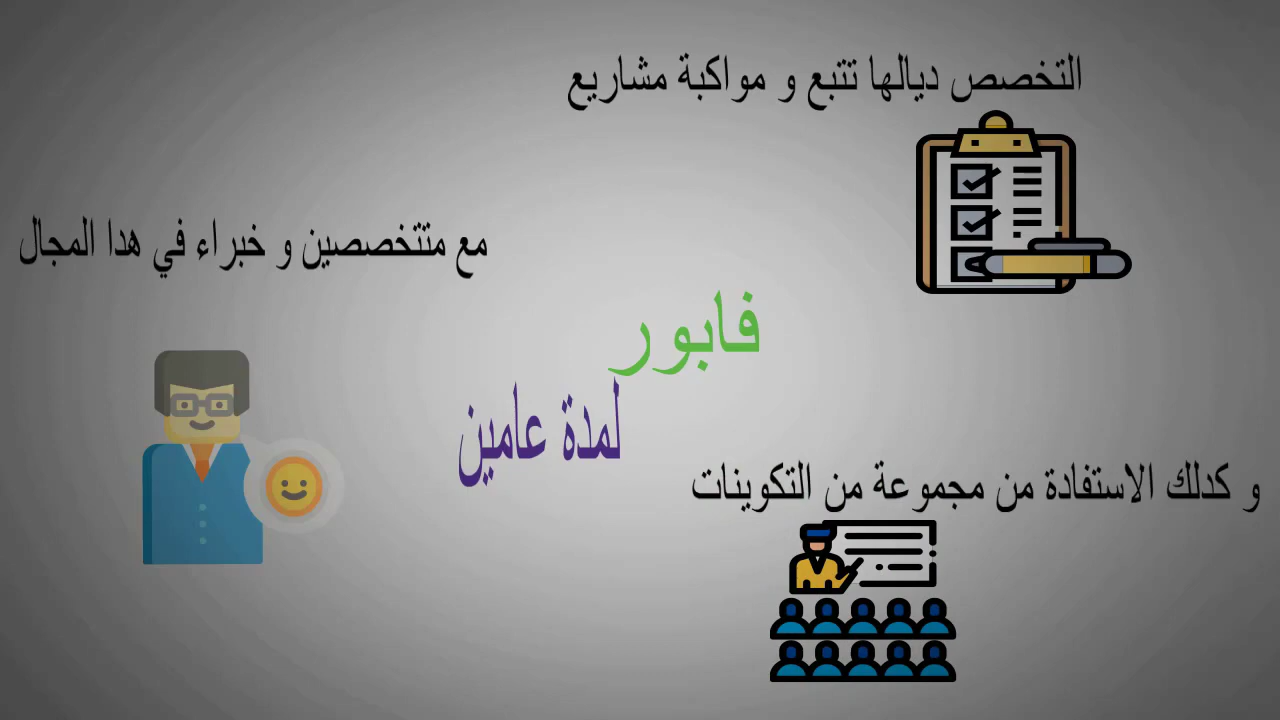 التخصص ديالها تتبع و مواكبة مشاريع
مع متتخصصين و خبراء في هدا المجال
فابور
لمدة عامين
و كدلك الاستفادة من مجموعة من التكوينات